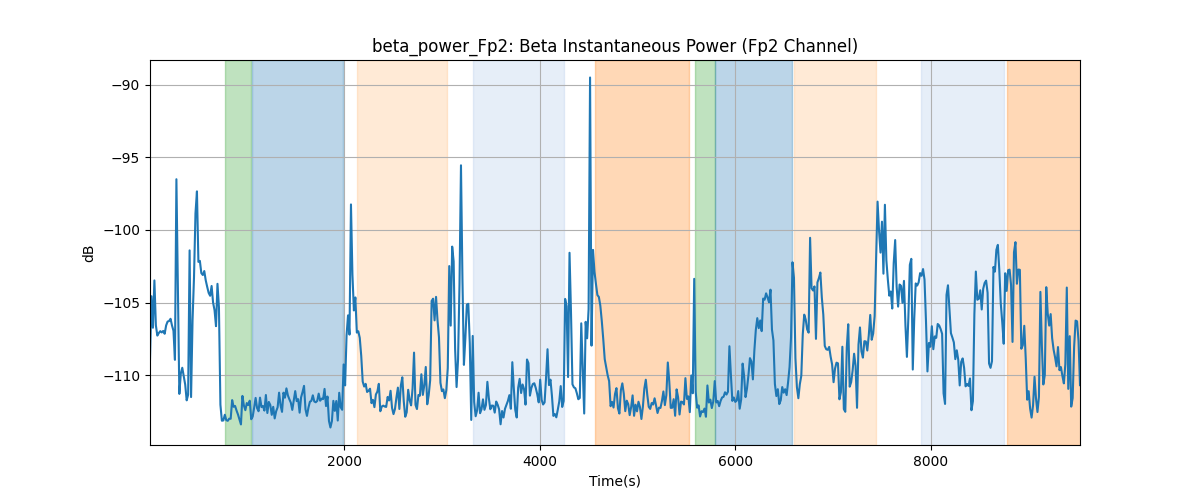 beta_power_Fp2: Beta Instantaneous Power (Fp2 Channel)
−90
−95
−100
−105
−110
dB
2000 4000 6000 8000
Time(s)